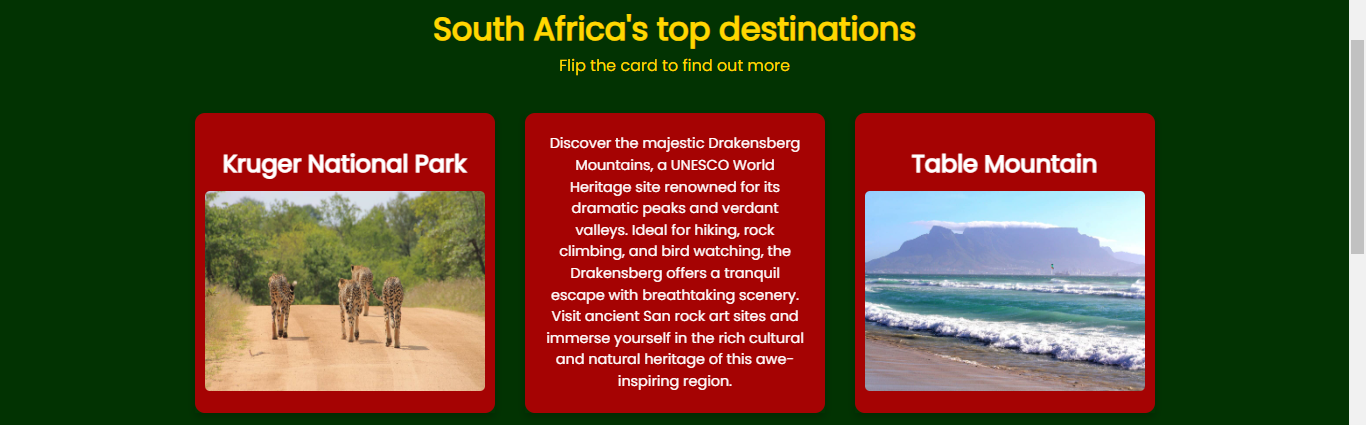 South Africa's top destinations
Flip the card to find out more
Kruger National Park
Discover the majestic Drakensberg
Mountains, a UNESCO World
Heritage site renowned for its
dramatic peaks and verdant
valleys. Ideal for hiking, rock
climbing, and bird watching, the
Drakensberg offers a tranquil
escape with breathtaking scenery.
Visit ancient San rock art sites and
immerse yourself in the rich cultural
and natural heritage of this awe-
inspiring region.
Table Mountain